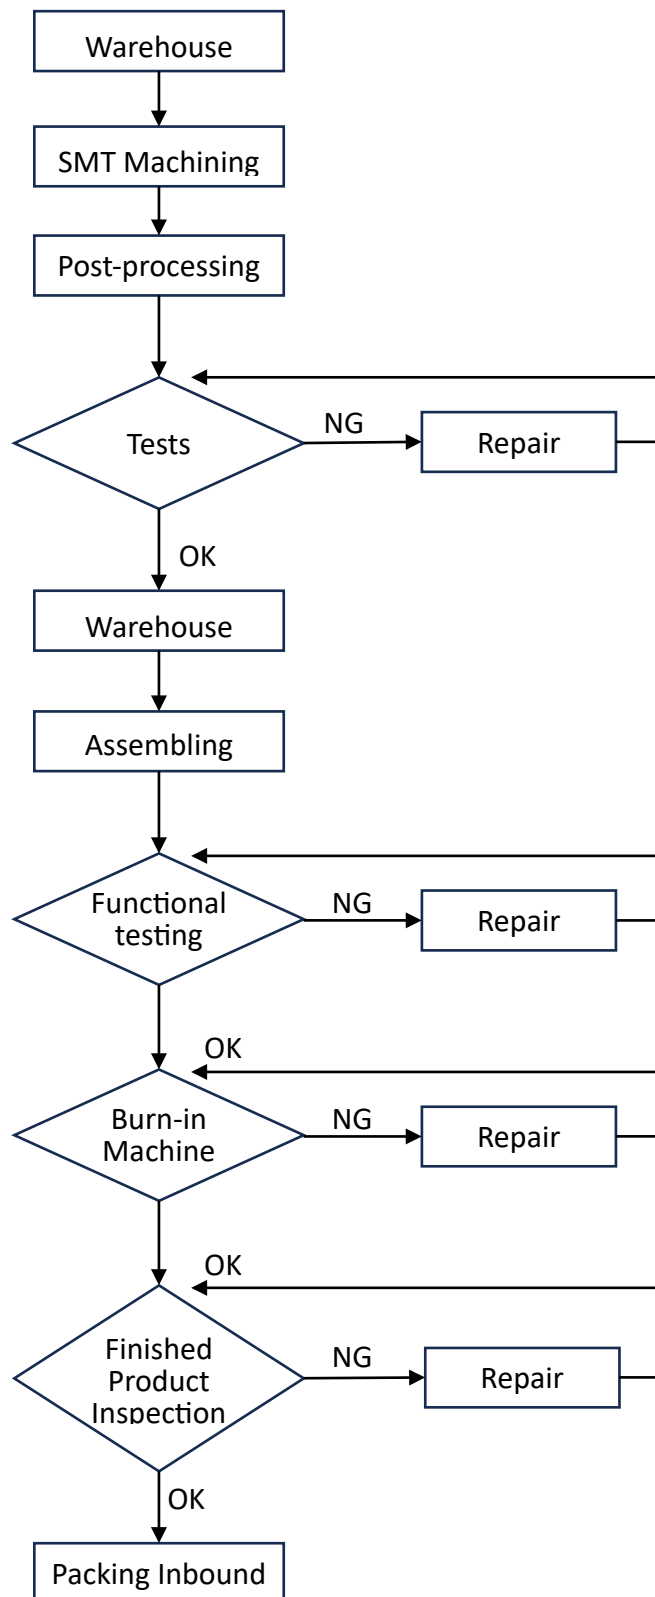 Warehouse
SMT Machining
Post-processing
Tests
NG
Repair
OK
Warehouse
Assembling
Functional
testing
NG
Repair
OK
Burn-in
Machine
NG
Repair
OK
Finished
Product
Inspection
NG
Repair
OK
Packing Inbound